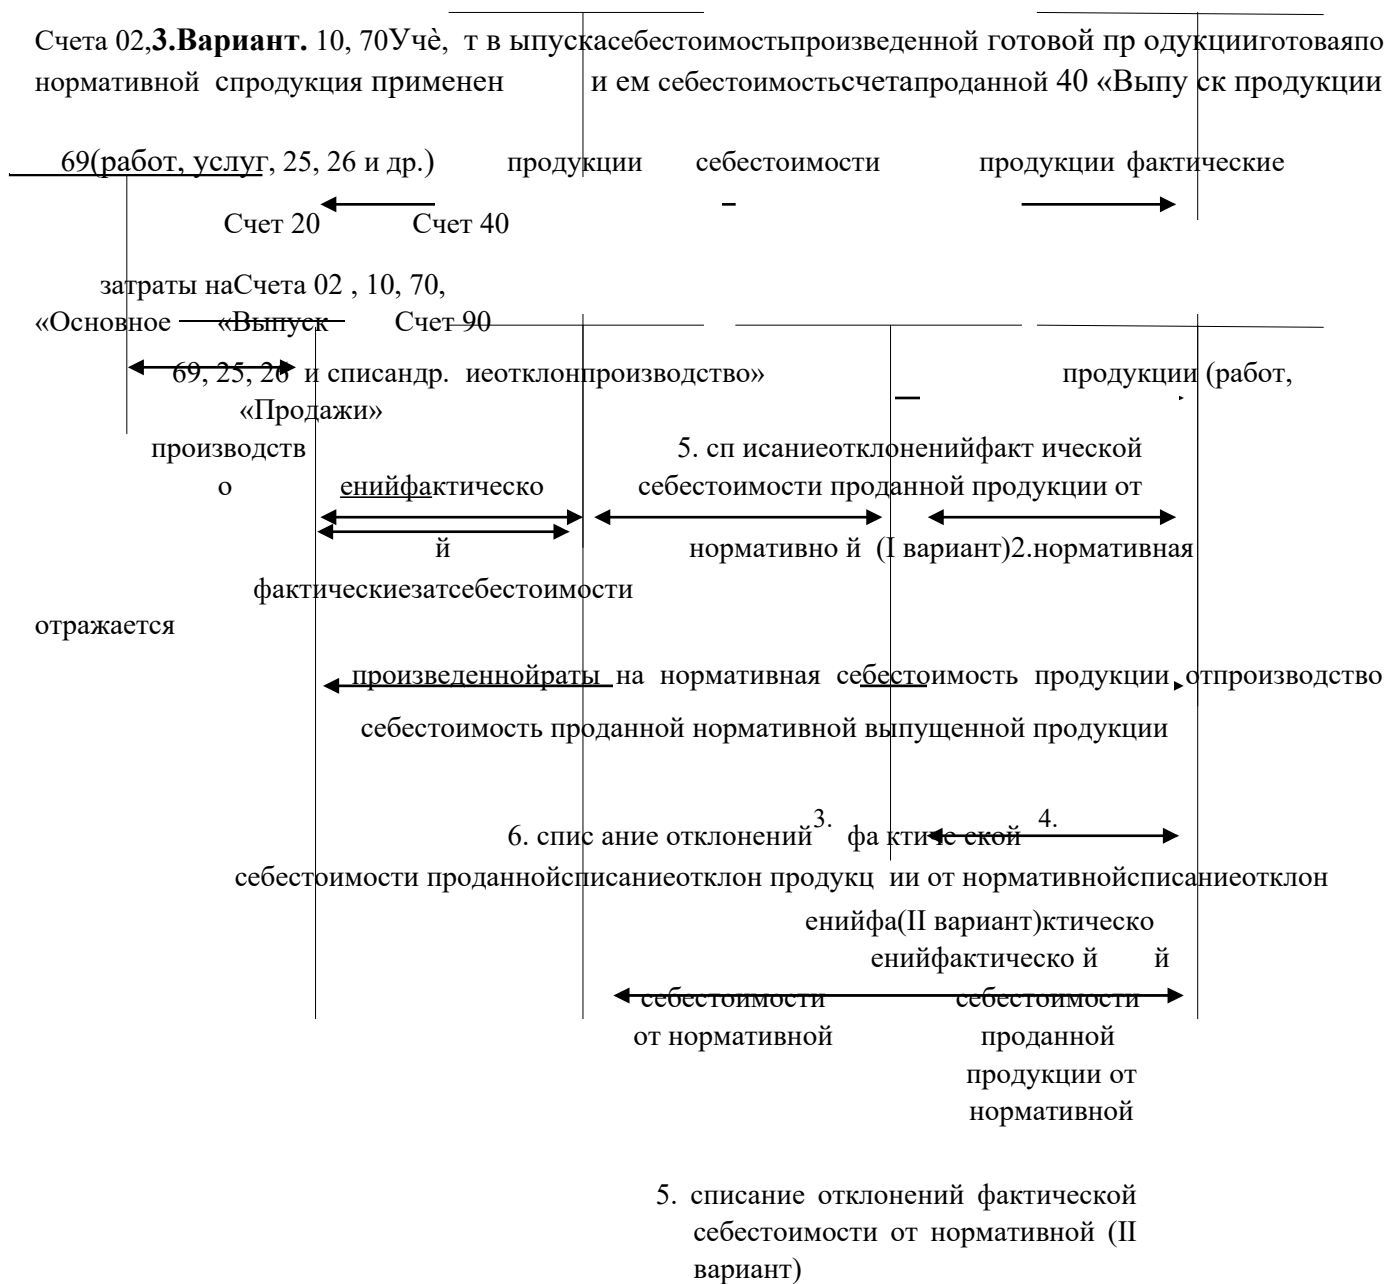 Счета 02,3.Вариант. 10, 70Учѐ, т в ыпускасебестоимостьпроизведенной готовой пр одукцииготоваяпо
нормативной спродукция применен и ем себестоимостьсчетапроданной 40 «Выпу ск продукции
69(работ, услуг, 25, 26 и др.) продукции себестоимости продукции фактические
Счет 20 Счет 40
затраты наСчета 02 , 10, 70,
«Основное «Выпуск Счет 90
69, 25, 26 и списандр. иеотклонпроизводство» продукции (работ,
«Продажи»
производств 5. сп исаниеотклоненийфакт ической
о енийфактическо себестоимости проданной продукции от
й нормативно й (I вариант)2.нормативная
фактическиезатсебестоимости
отражается
произведеннойраты на нормативная себестоимость продукции отпроизводство
себестоимость проданной нормативной выпущенной продукции
6. спис ание отклонений 3. фа ктиче ской 4.
себестоимости проданнойсписаниеотклон продукц ии от нормативнойсписаниеотклон
енийфа(II вариант)ктическо
енийфактическо й й
себестоимости себестоимости
от нормативной проданной
продукции от
нормативной
5. списание отклонений фактической
себестоимости от нормативной (II
вариант)